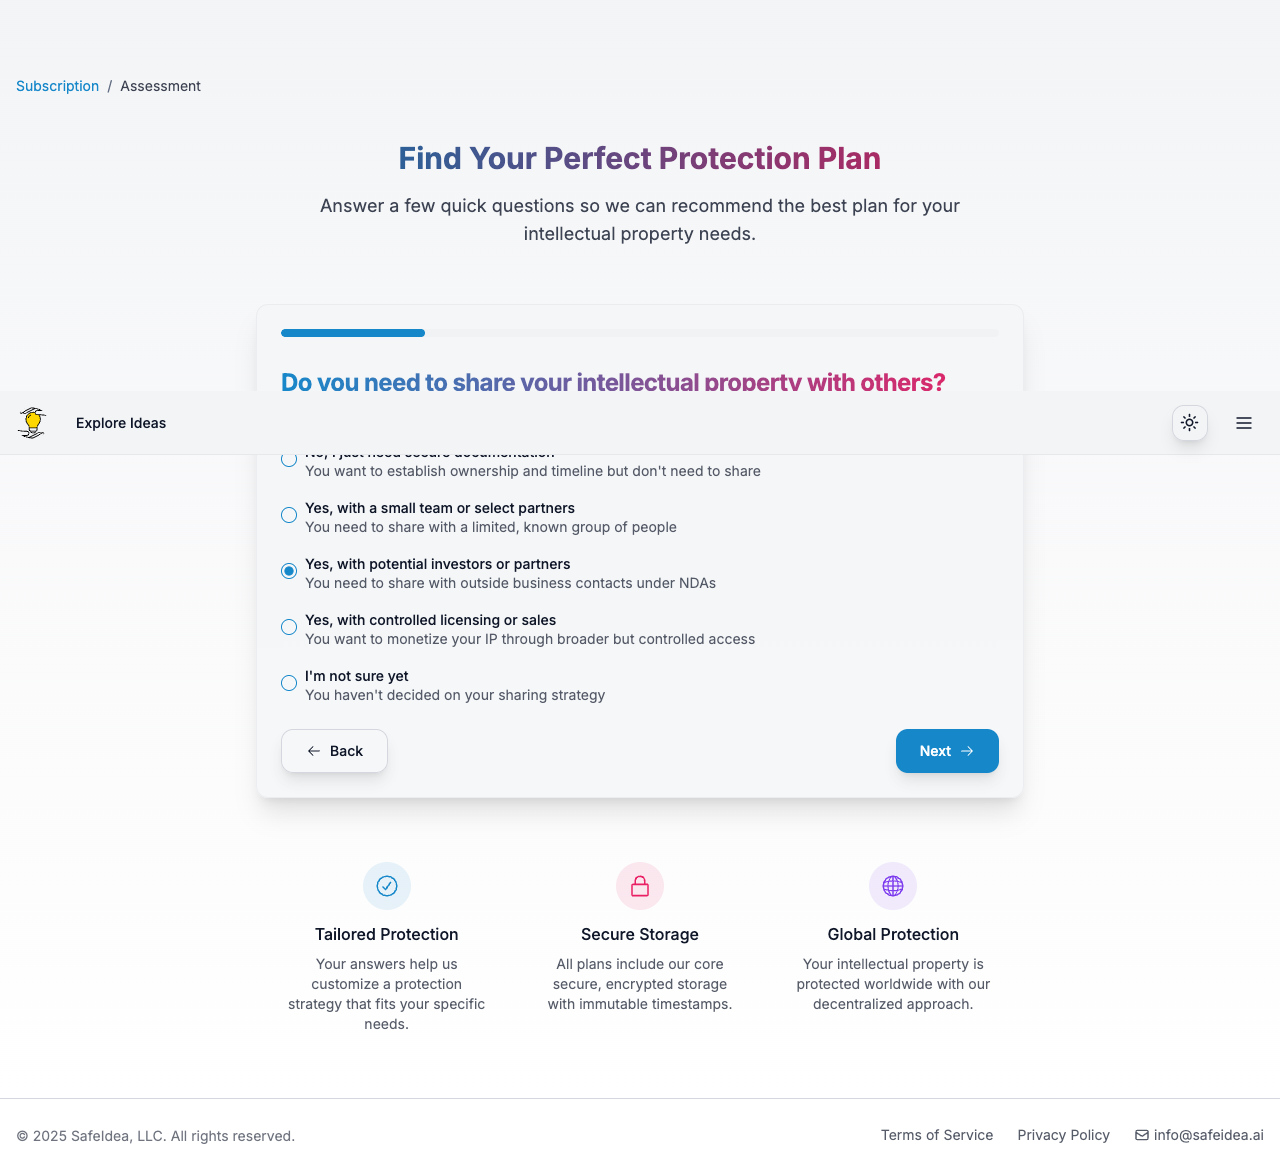 Subscription / Assessment
Find Your Perfect Protection Plan
Answer a few quick questions so we can recommend the best plan for your
intellectual property needs.
Do you need to share your intellectual property with others?
Explore Ideas
No, I just need secure documentation
You want to establish ownership and timeline but don't need to share
Yes, with a small team or select partners
You need to share with a limited, known group of people
Yes, with potential investors or partners
You need to share with outside business contacts under NDAs
Yes, with controlled licensing or sales
You want to monetize your IP through broader but controlled access
I'm not sure yet
You haven't decided on your sharing strategy
Back
Next
Tailored Protection
Your answers help us
customize a protection
strategy that fits your specific
needs.
Secure Storage
All plans include our core
secure, encrypted storage
with immutable timestamps.
Global Protection
Your intellectual property is
protected worldwide with our
decentralized approach.
© 2025 SafeIdea, LLC. All rights reserved.
Terms of Service
Privacy Policy
info@safeidea.ai